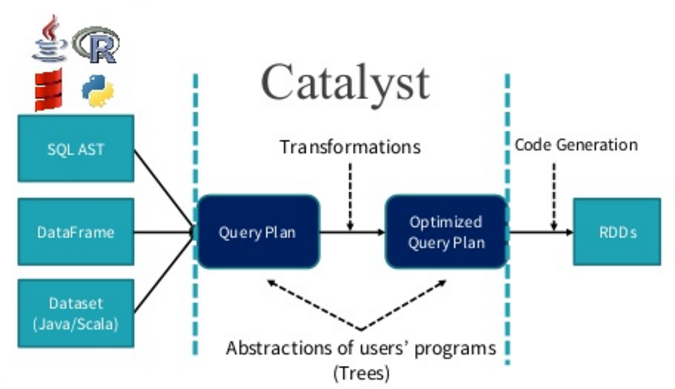 R
Catalyst
SQL AST
Transformations
Code Generation
DataFrame
Query Plan
Optimized
Query Plan
RDDs
Dataset
(Java/Scala)
Abstractions of users' programs
(Trees)